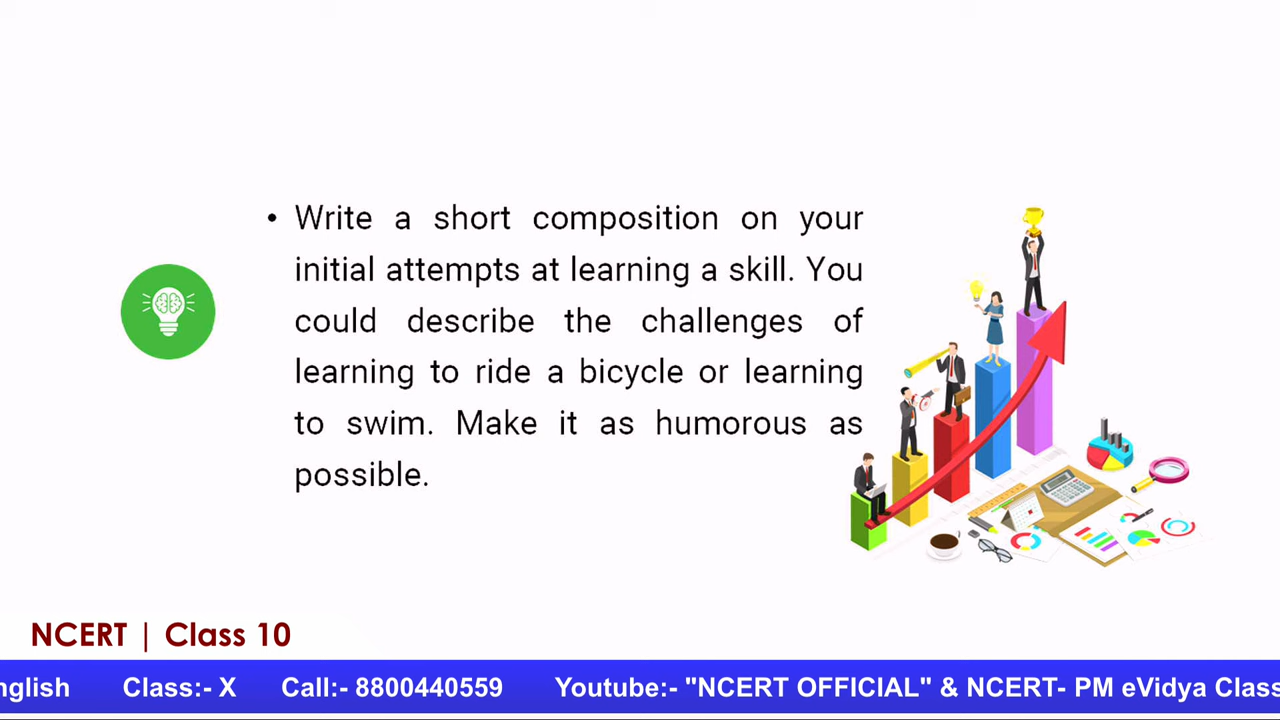 • Write a short composition on your
initial attempts at learning a skill. You
could describe the challenges of
learning to ride a bicycle or learning
to swim. Make it as humorous as
possible.
NCERT | Class 10
nglish Class:- X Call:- 8800440559 Youtube:- "NCERT OFFICIAL" & NCERT- PM eVidya Class